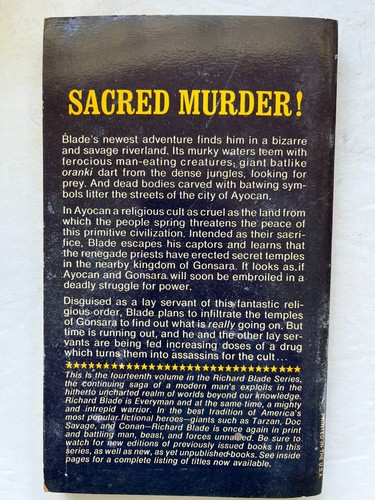 SACRED MURDER!
Blade's newest adventure finds him in a bizarre
and savage riverland. Its murky waters teem with
ferocious man-eating creatures; giant batlike
oranki dart from the dense jungles, looking for
prey. And dead bodies carved with batwing sym-
bols litter the streets of the city of Ayocan.
In Ayocan a religious cult as cruel as the land from
which the people spring threatens the peace of
this primitive civilization. Intended as their sacri-
fice, Blade escapes his captors and learns that
the renegade priests have erected secret temples
in the nearby kingdom of Gonsara. It looks as if
Ayocan and Gonsara will soon be embroiled in a
deadly struggle for power.
Disguised as a lay servant of this fantastic reli-
gious order, Blade plans to infiltrate the temples
of Gonsara to find out what is really going on. But
time is running out, and he and the other lay ser-
vants are being fed increasing doses of a drug
which turns them into assassins for the cult...
This is the fourteenth volume in the Richard Blade Series,
the continuing saga of a modern man's exploits in the
hitherto uncharted realm of worlds beyond our knowledge.
Richard Blade is Everyman and at the same time, a mighty
and intrepid warrior. In the best tradition of America's
most popular fictional heroes—giants such as Tarzan, Doc
Savage, and Conan—Richard Blade is once again in print
and battling man, beast, and forces unnamed. Be sure to
watch for new editions of previously issued books in this
series, as well as new, as yet unpublished books. See inside
pages for a complete listing of titles now available.
PRINTED IN THE U.S.A.